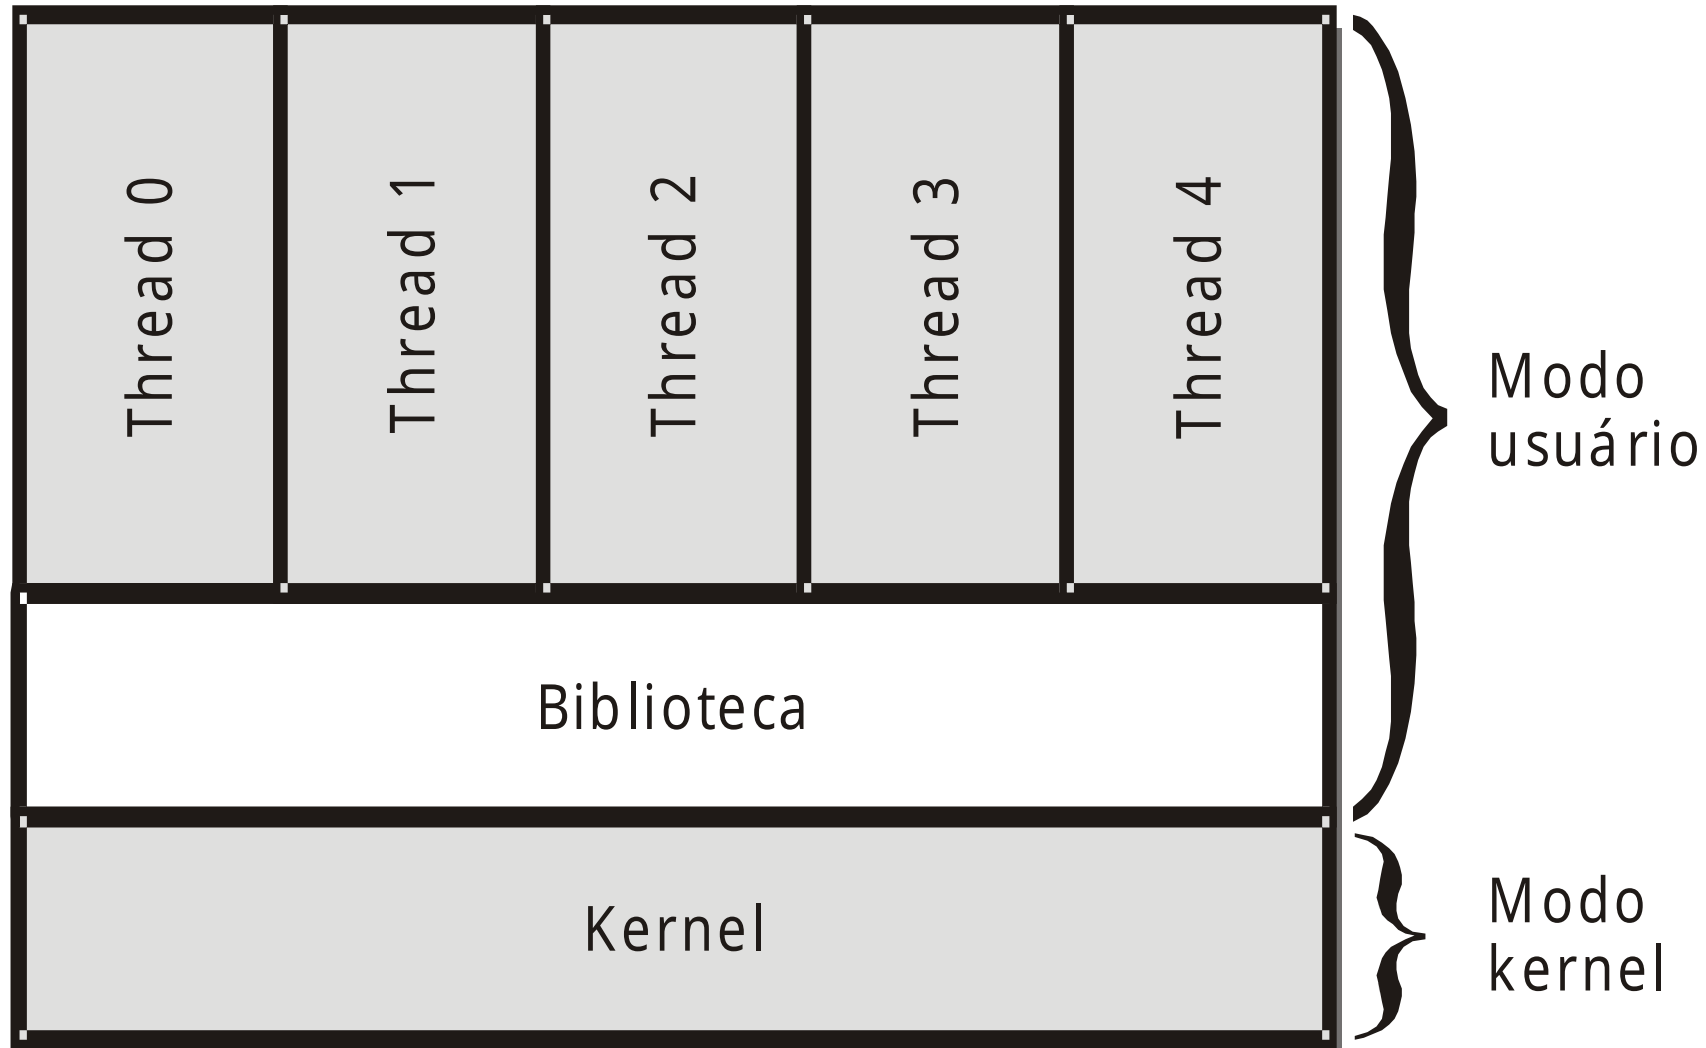 Thread 0
Thread 1
Thread 2
Thread 3
Thread 4
Modo
usuário
Biblioteca
Kernel
Modo
kernel